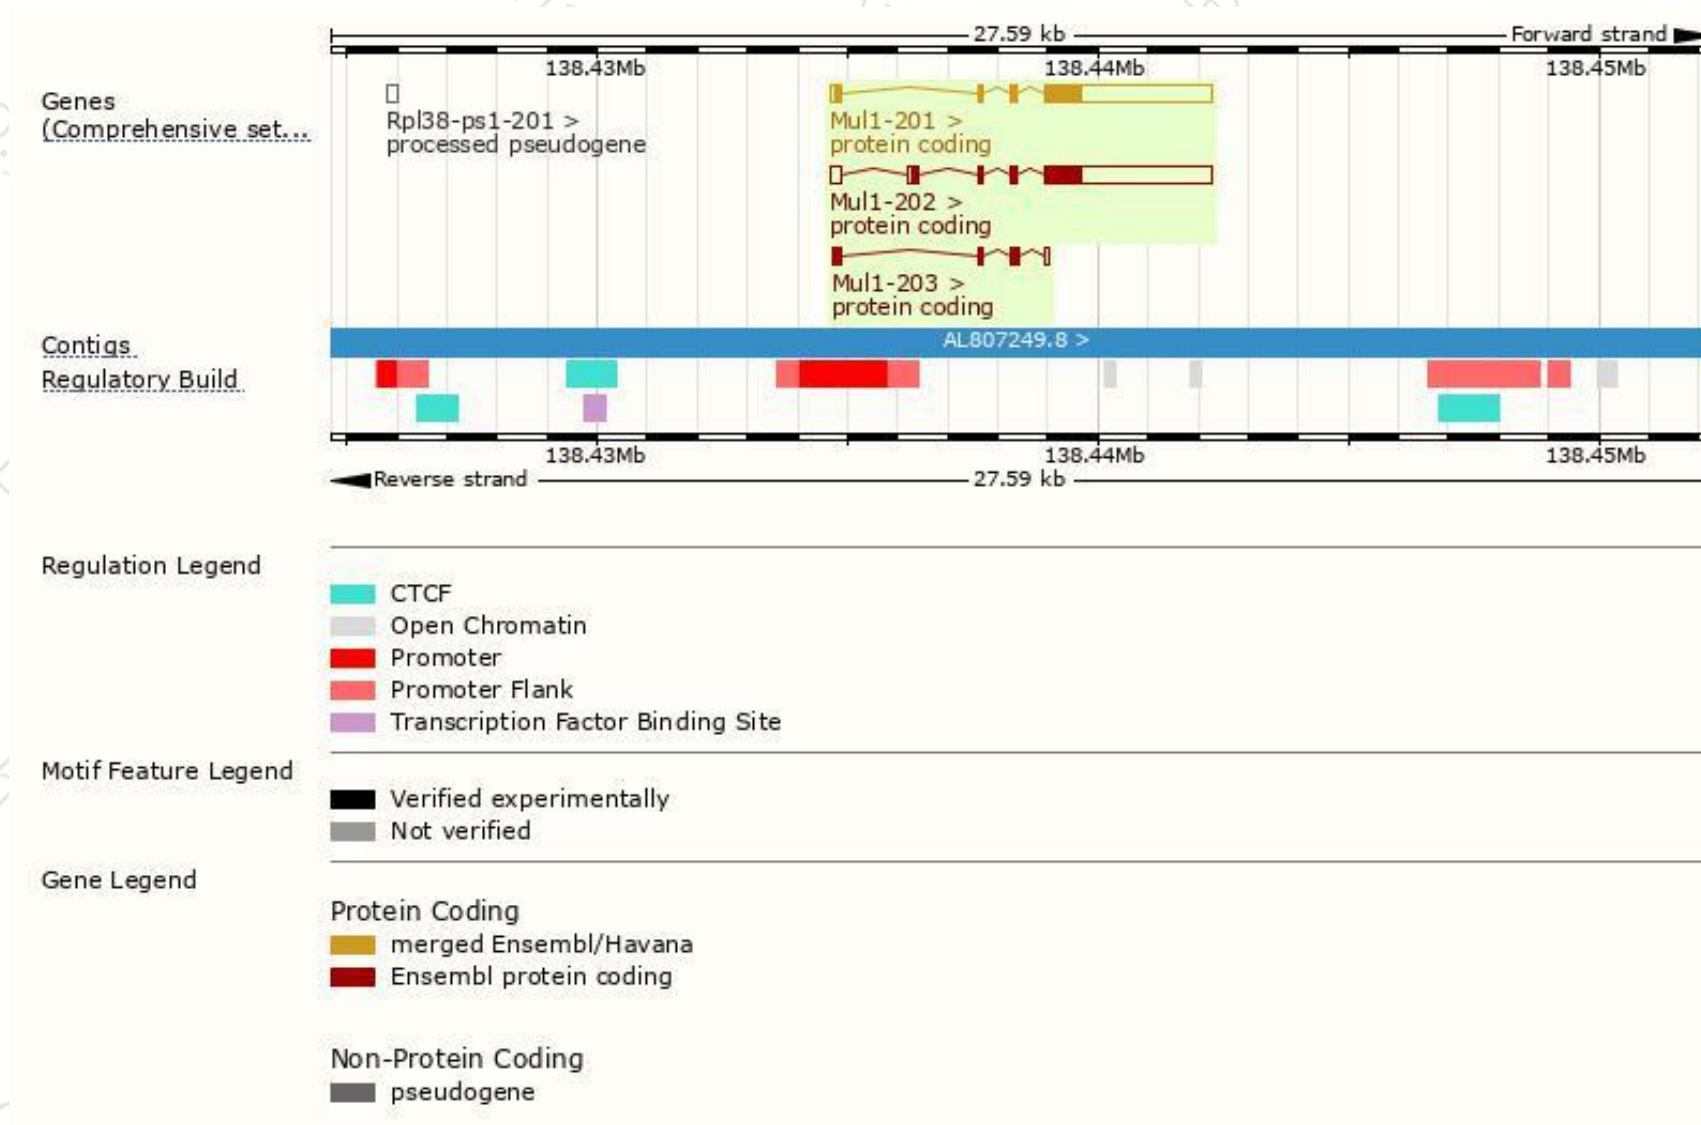 27.59 kb
Forward strand
138.43Mb 138.44Mb 138.45Mb
Genes
(Comprehensive set...
Rpl38-ps1-201 >
processed pseudogene
Mul1-201 >
protein coding
Mul1-202 >
protein coding
Mul1-203 >
protein coding
Contigs
AL807249.8 >
Regulatory Build
138.43Mb 138.44Mb 138.45Mb
Reverse strand
27.59 kb
Regulation Legend
CTCF
Open Chromatin
Promoter
Promoter Flank
Transcription Factor Binding Site
Motif Feature Legend
Verified experimentally
Not verified
Gene Legend
Protein Coding
merged Ensembl/Havana
Ensembl protein coding
Non-Protein Coding
pseudogene